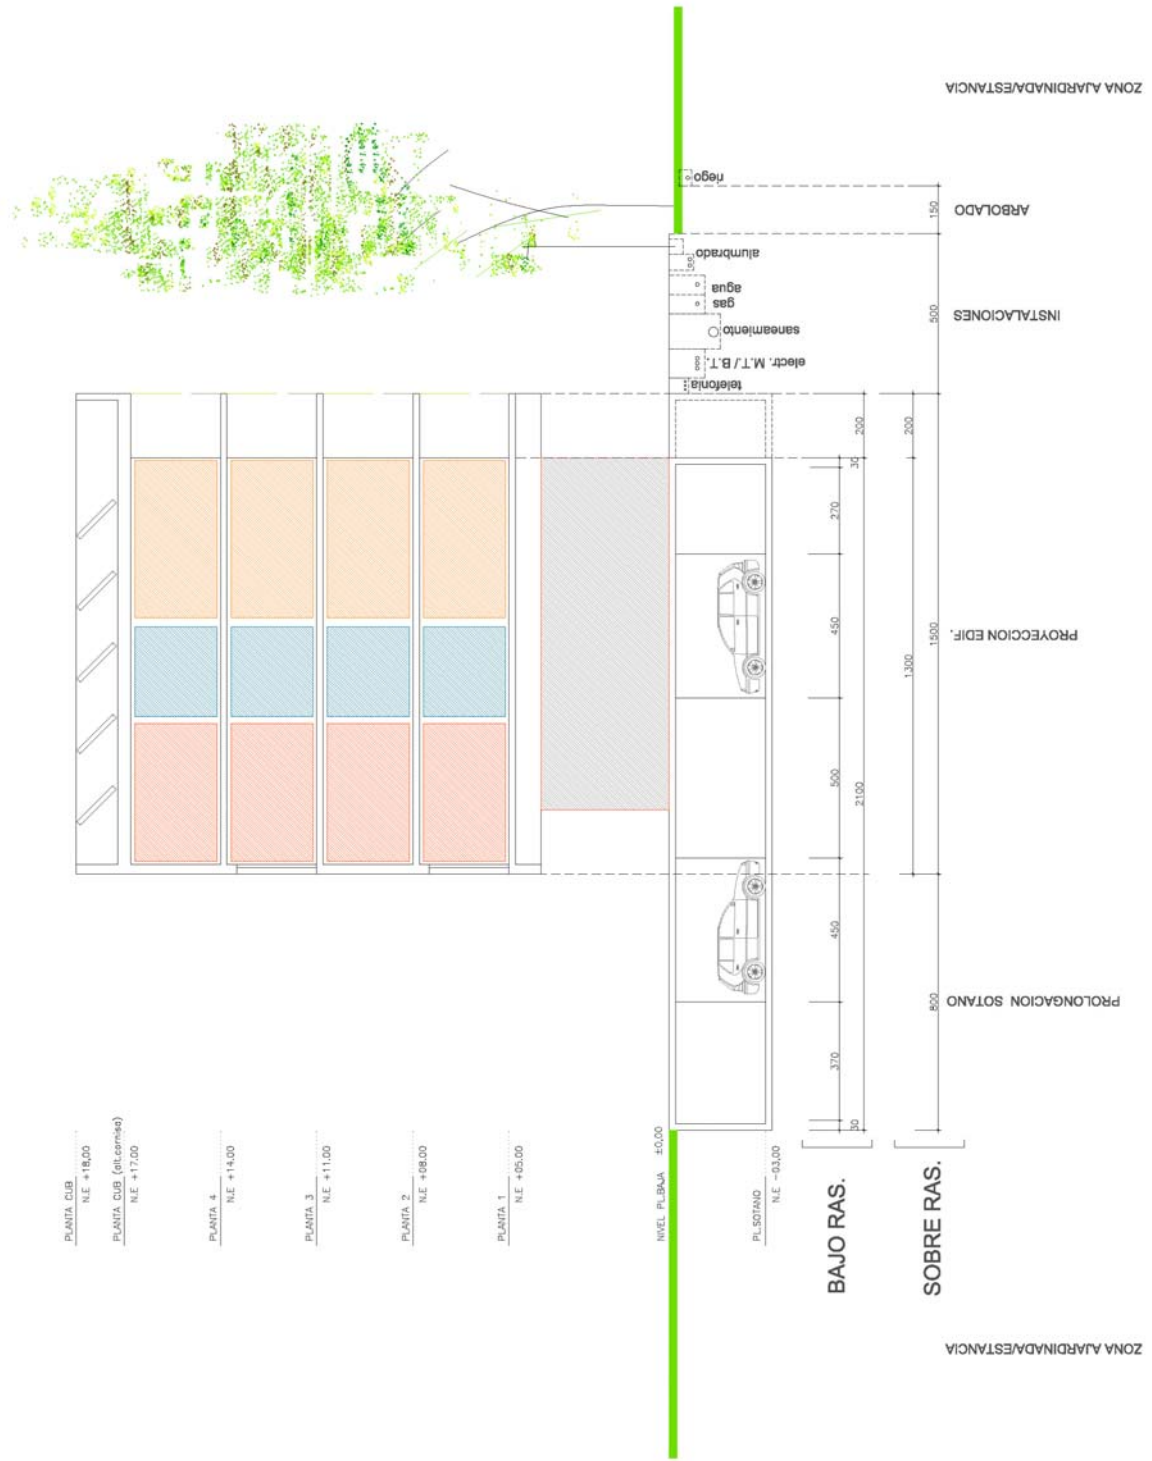 PLANTA CUB
N.E +18,00
PLANTA CUB (alt.cornisa)
N.E +17.00
PLANTA 4
N.E +14.00
PLANTA 3
N.E +11.00
PLANTA 2
N.E +08.00
PLANTA 1
N.E +05.00
NIVEL PL.BAJA ±0,00
PL.SOTANO
N.E -03,00
telefonia
electr. M.T./ B.T.
saneamiento
gas
agua
alumbrado
riego
BAJO RAS.
30
370
450
500
450
270
30
2100
200
SOBRE RAS.
1300
200
800
1500
500
150
ZONA AJARDINADA/ESTANCIA
PROLONGACION SOTANO
PROYECCION EDIF.
INSTALACIONES
ARBOLADO
ZONA AJARDINADA/ESTANCIA